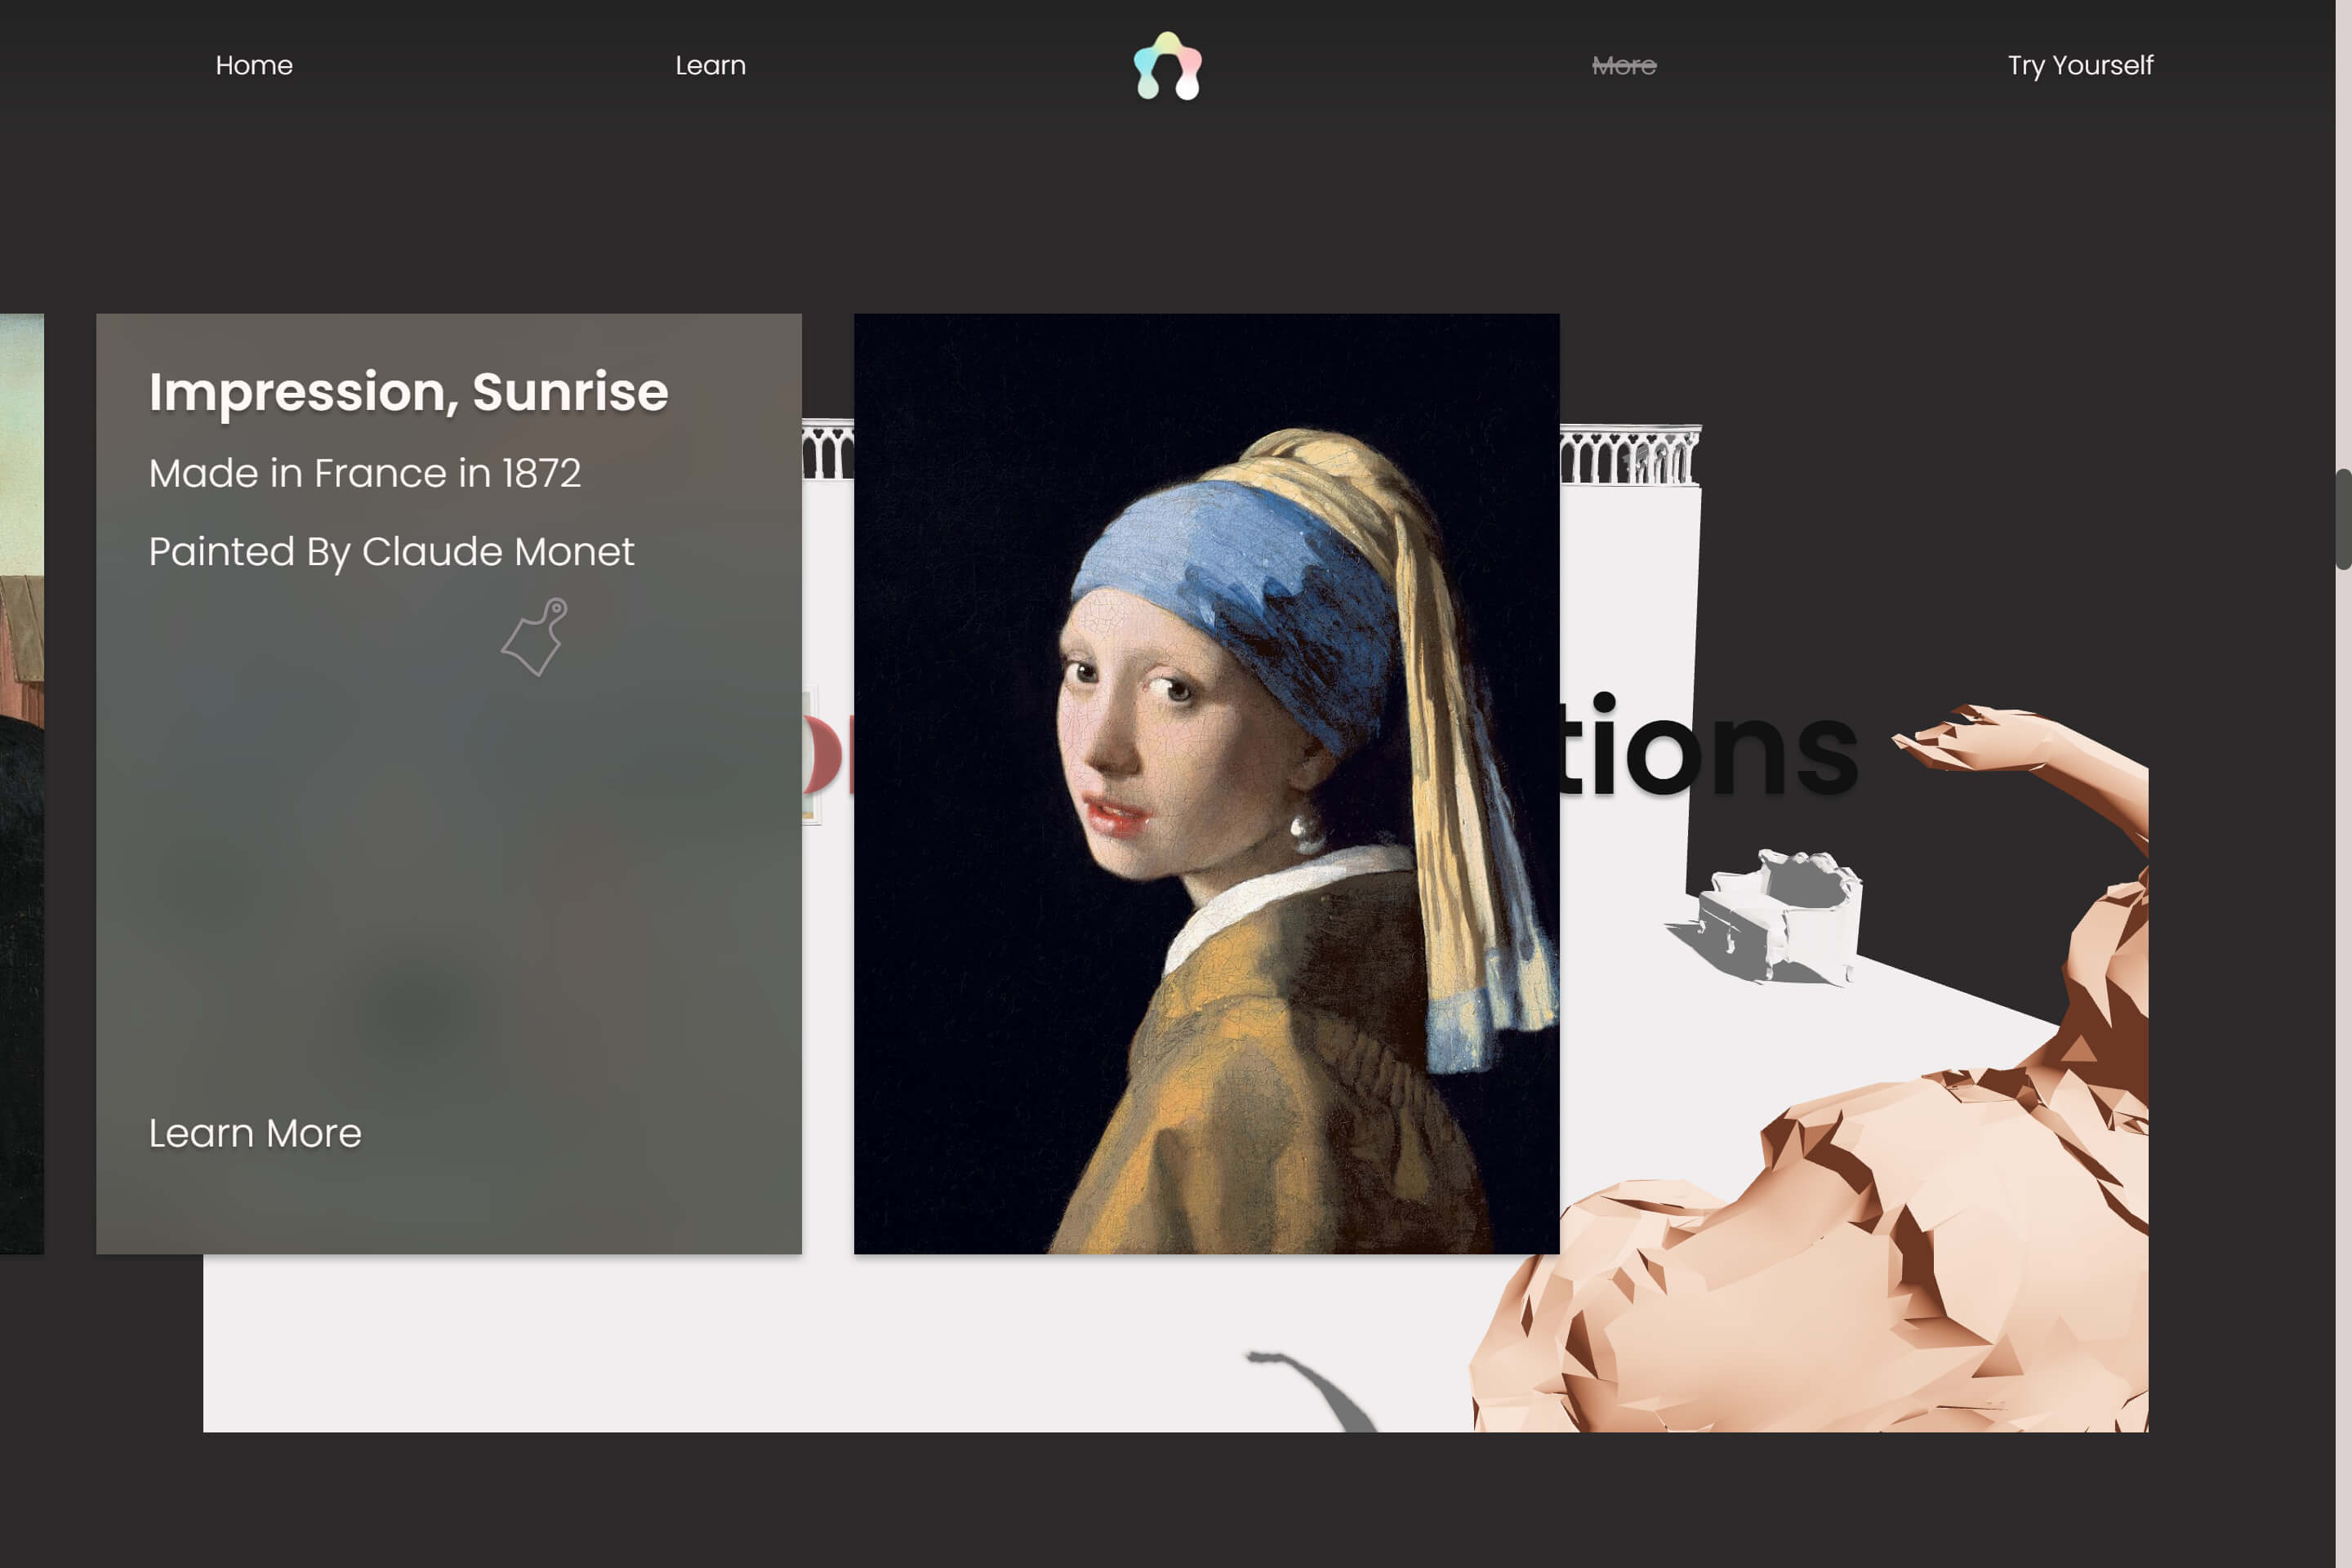 Home
Learn
More
Try Yourself
Impression, Sunrise
Made in France in 1872
Painted By Claude Monet
tions
Learn More